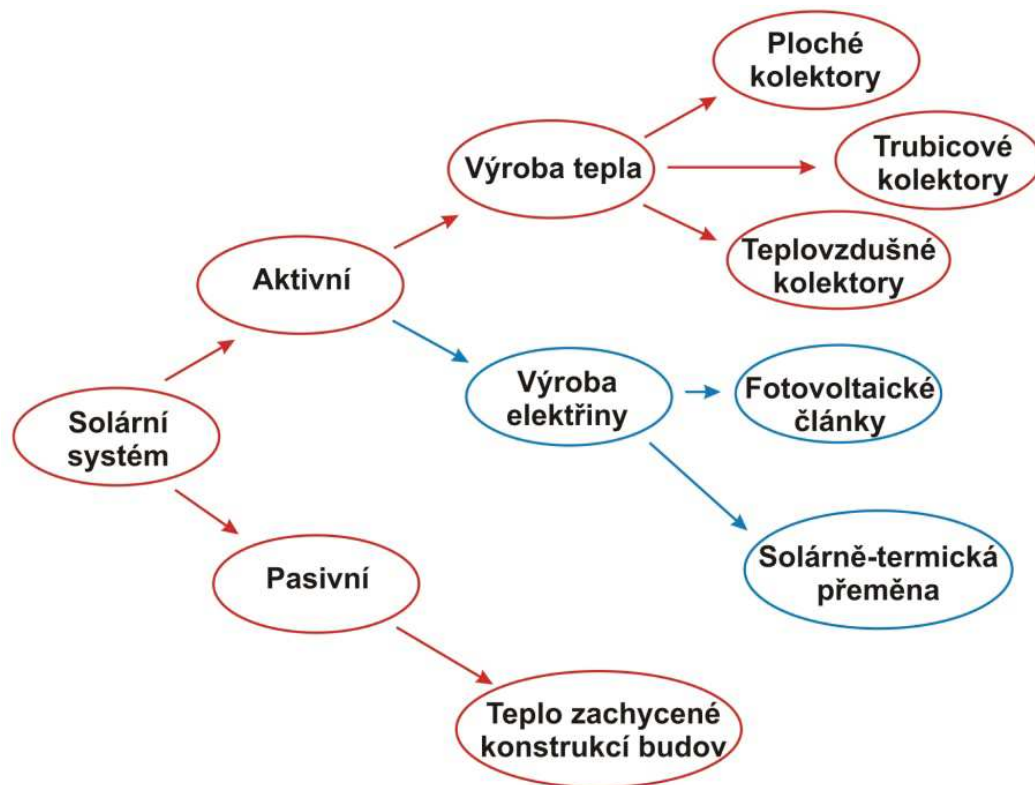 Ploché
kolektory
Výroba tepla
Trubicové
kolektory
Teplovzdušné
kolektory
Aktivní
Výroba
elektřiny
Fotovoltaické
články
Solární
systém
Solárně-termická
přeměna
Pasivní
Teplo zachycené
konstrukcí budov